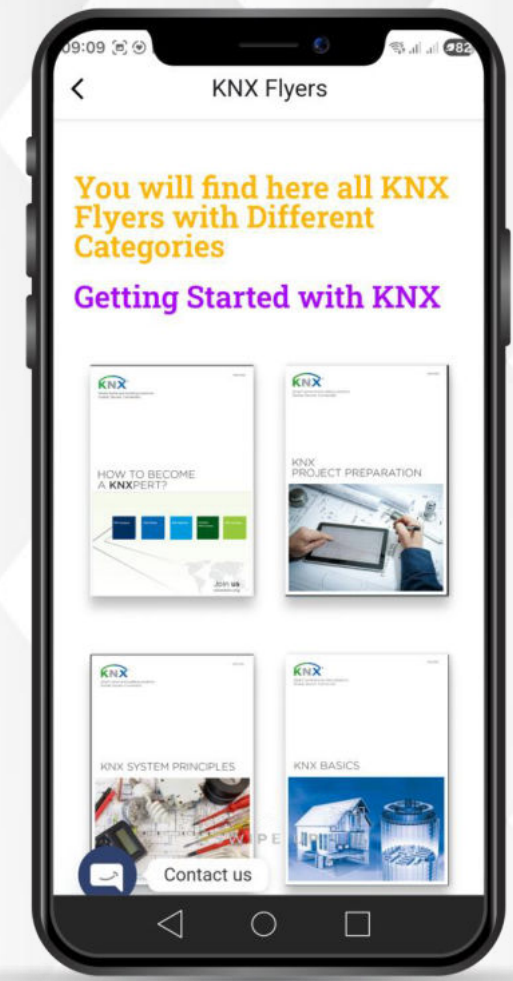 09:09
82
KNX Flyers
You will find here all KNX
Flyers with Different
Categories
Getting Started with KNX
KNX
HOW TO BECOME
A KNXPERT?
Join us
KNX
KNX
PROJECT PREPARATION
KNX
KNX SYSTEM PRINCIPLES
KNX
KNX BASICS
WIPE UP
Contact us